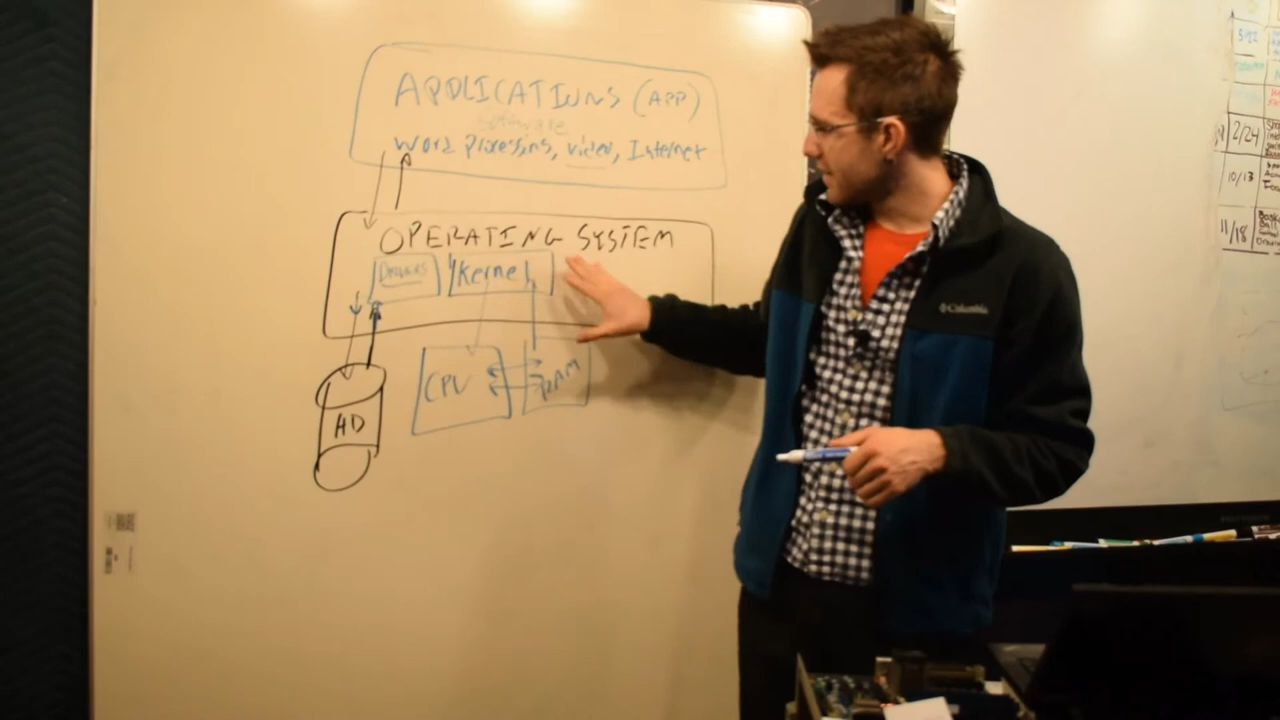 APPLICATIONS (APP)
software
Word Processing, video, Internet
OPERATING SYSTEM
DRIVERS Kernel
CPU RAM
HD
Columbia
2/24
10/13
11/18